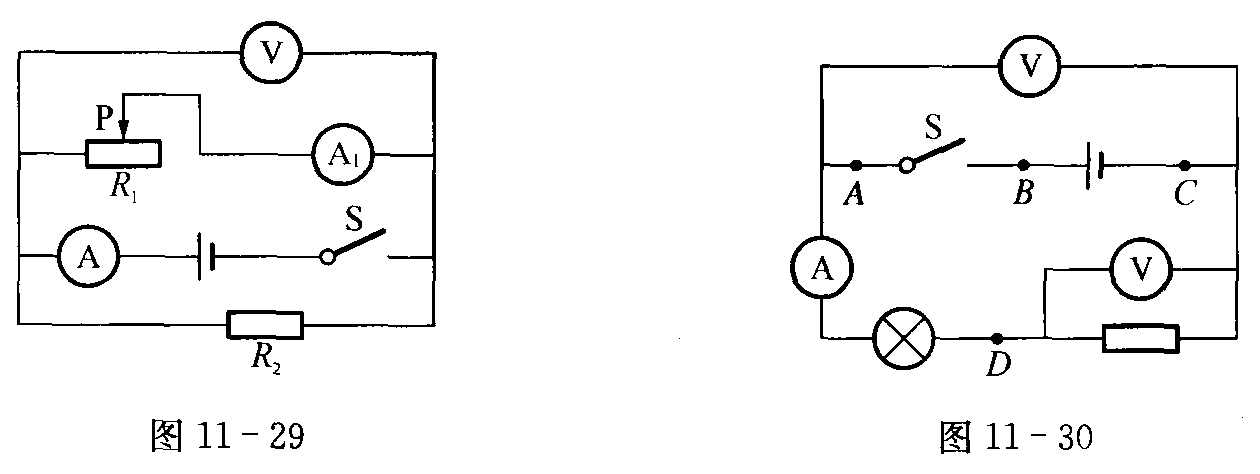 V
P
A₁
R₁
S
A
R₂
图 11-29
V
S
A
B
C
A
V
D
图 11-30